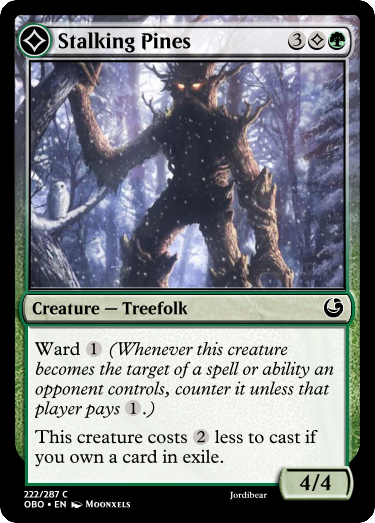 Stalking Pines 3
Creature — Treefolk
Ward 1 (Whenever this creature
becomes the target of a spell or ability an
opponent controls, counter it unless that
player pays 1.)
This creature costs 2 less to cast if
you own a card in exile.
4/4
222/287 C
OBO • EN Moonxels
Jordibear